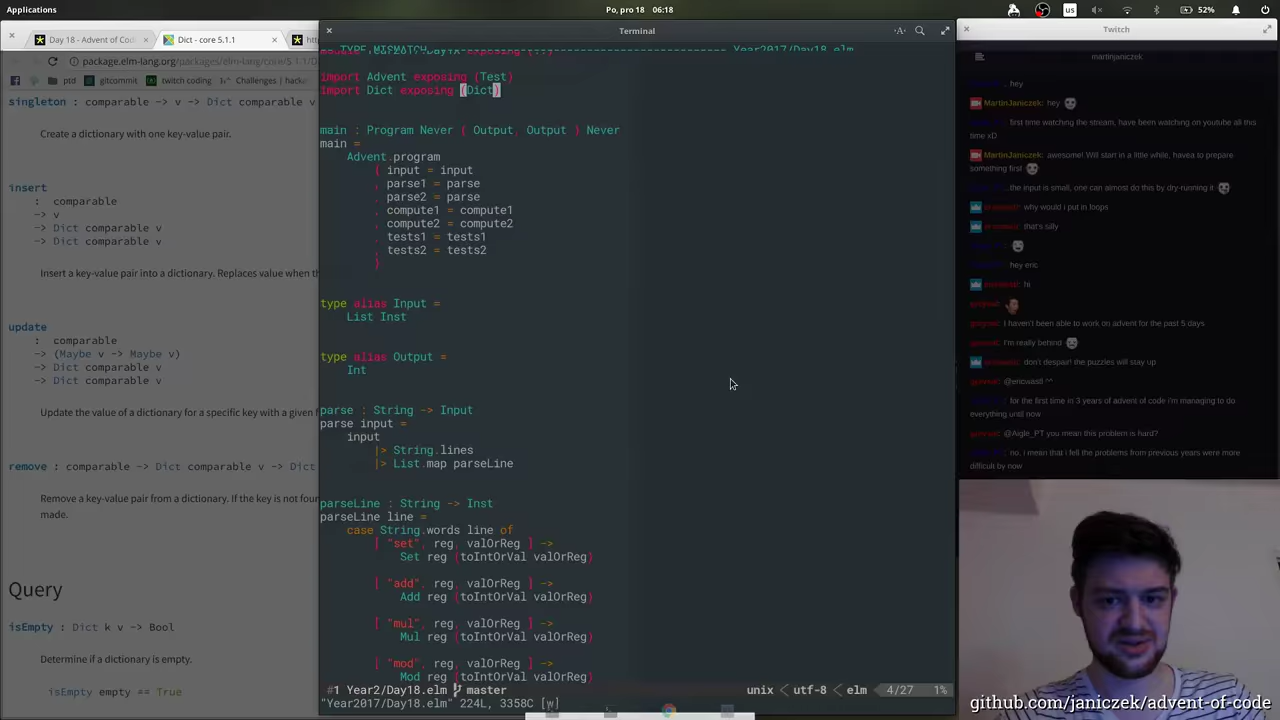 Applications
Po, pro 18 06:18
us
52%
Day 18 - Advent of Cod
Dict - core 5.1.1
Terminal
Twitch
package.elm-lang.org/packages/elm-lang/core/5.1.1/D
ptd
gitcommit
twitch coding
Challenges / hacking
singleton : comparable -> v -> Dict comparable v
Create a dictionary with one key-value pair.
insert
: comparable
-> v
-> Dict comparable v
-> Dict comparable v
Insert a key-value pair into a dictionary. Replaces value when th
update
: comparable
-> (Maybe v -> Maybe v)
-> Dict comparable v
-> Dict comparable v
Update the value of a dictionary for a specific key with a given f
remove : comparable -> Dict comparable v -> Dict c
Remove a key-value pair from a dictionary. If the key is not foun
made.
Query
isEmpty : Dict k v -> Bool
Determine if a dictionary is empty.
isEmpty empty == True
Year2017/Day18.elm
import Advent exposing (Test)
import Dict exposing (Dict)
main : Program Never ( Output, Output ) Never
main =
Advent.program
{ input = input
, parse1 = parse
, parse2 = parse
, compute1 = compute1
, compute2 = compute2
, tests1 = tests1
, tests2 = tests2
}
type alias Input =
List Inst
type alias Output =
Int
parse : String -> Input
parse input =
input
|> String.lines
|> List.map parseLine
parseLine : String -> Inst
parseLine line =
case String.words line of
[ "set", reg, valOrReg ] ->
Set reg (toIntOrVal valOrReg)
[ "add", reg, valOrReg ] ->
Add reg (toIntOrVal valOrReg)
[ "mul", reg, valOrReg ] ->
Mul reg (toIntOrVal valOrReg)
[ "mod", reg, valOrReg ] ->
Mod reg (toIntOrVal valOrReg)
#1 Year2/Day18.elm master
unix < utf-8 < elm < 4/27 1%
"Year2017/Day18.elm" 224L, 3358C [w]
martinjaniczek
hey
MartinJaniczek: hey
first time watching the stream, have been watching on youtube all this
time xD
MartinJaniczek: awesome! Will start in a little while, havea to prepare
something first
..the input is small, one can almost do this by dry-running it
why would i put in loops
that's silly
hey eric
hi
I haven't been able to work on advent for the past 5 days
I'm really behind
don't despair! the puzzles will stay up
@ericwastl ^^
for the first time in 3 years of advent of code i'm managing to do
everything until now
@Aigle_PT you mean this problem is hard?
no, i mean that i fell the problems from previous years were more
difficult by now
github.com/janiczek/advent-of-code